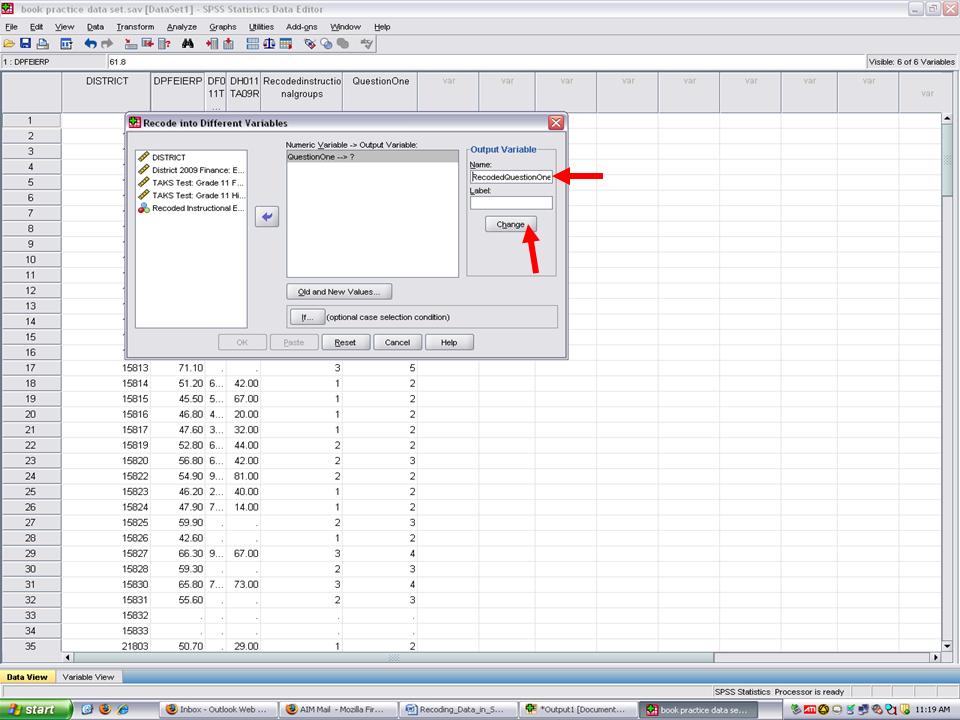 book practice data set.sav [DataSet1] - SPSS Statistics Data Editor
File Edit View Data Transform Analyze Graphs Utilities Add-ons Window Help
1 : DPFEIERP 61.8 Visible: 6 of 6 Variables
DISTRICT DPFEIERP DF0 DH011 Recodedinstructio QuestionOne var var var var var var var var var
11T TA09R nalgroups
...
1
2
3
4
5
6
7
8
9
10
11
12
13
14
15
16
Recode into Different Variables
Numeric Variable -> Output Variable:
Output Variable
DISTRICT
District 2009 Finance: E...
TAKS Test: Grade 11 F...
TAKS Test: Grade 11 Hi...
Recoded Instructional E...
QuestionOne --> ?
Name:
RecodedQuestionOne
Label:
Change
Old and New Values...
If... (optional case selection condition)
OK Paste Reset Cancel Help
17 15813 71.10 . . 3 5
18 15814 51.20 6... 42.00 1 2
19 15815 45.50 5... 67.00 1 2
20 15816 46.80 4... 20.00 1 2
21 15817 47.60 3... 32.00 1 2
22 15819 52.80 6... 44.00 2 2
23 15820 56.80 6... 42.00 2 3
24 15822 54.90 9... 81.00 2 2
25 15823 46.20 2... 40.00 1 2
26 15824 47.90 7... 14.00 1 2
27 15825 59.90 . . 2 3
28 15826 42.60 . . 1 2
29 15827 66.30 9... 67.00 3 4
30 15828 59.30 . . 2 3
31 15830 65.80 7... 73.00 3 4
32 15831 55.60 . . 2 3
33 15832 . . . . .
34 15833 . . . . .
35 21803 50.70 . 29.00 1 2
Data View Variable View
SPSS Statistics Processor is ready
start Inbox - Outlook Web ... AIM Mail - Mozilla Fir... Recoding_Data_in_S... *Output1 [Document... book practice data se... ATI 11:19 AM